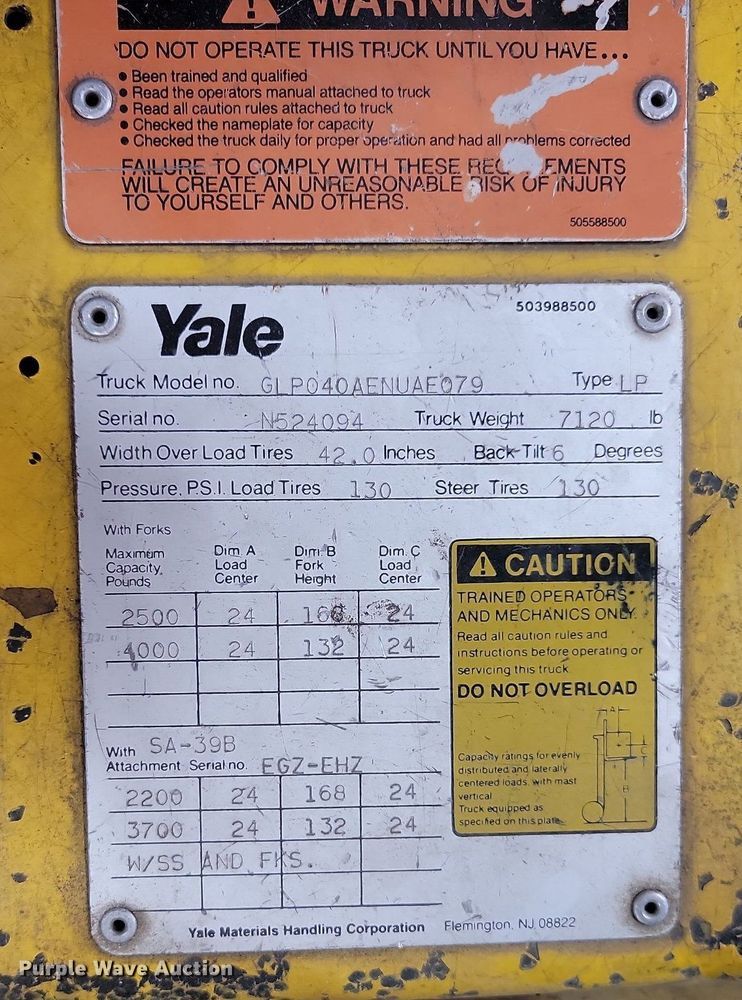 WARNING
DO NOT OPERATE THIS TRUCK UNTIL YOU HAVE...
• Been trained and qualified
• Read the operators manual attached to truck
• Read all caution rules attached to truck
• Checked the nameplate for capacity
• Checked the truck daily for proper operation and had all problems corrected
FAILURE TO COMPLY WITH THESE REQUIREMENTS
WILL CREATE AN UNREASONABLE RISK OF INJURY
TO YOURSELF AND OTHERS.
505588500
503988500
Yale
Truck Model no. GLP040AENUAE079 Type LP
Serial no. N524094 Truck Weight 7120 lb
Width Over Load Tires 42.0 Inches Back-Tilt 6 Degrees
Pressure, P.S.I. Load Tires 130 Steer Tires 130
With Forks
Maximum Capacity Pounds Dim. A Load Center Dim. B Fork Height Dim. C Load Center
2500 24 168 24
4000 24 132 24
With SA-39B
Attachment Serial no. EGZ-EHZ
2200 24 168 24
3700 24 132 24
W/SS AND FKS.
CAUTION
TRAINED OPERATORS
AND MECHANICS ONLY.
Read all caution rules and
instructions before operating or
servicing this truck.
DO NOT OVERLOAD
A
C
B
Capacity ratings for evenly
distributed and laterally
centered loads, with mast
vertical
Truck equipped as
specified on this plate.
Yale Materials Handling Corporation Flemington, NJ 08822
Purple Wave Auction